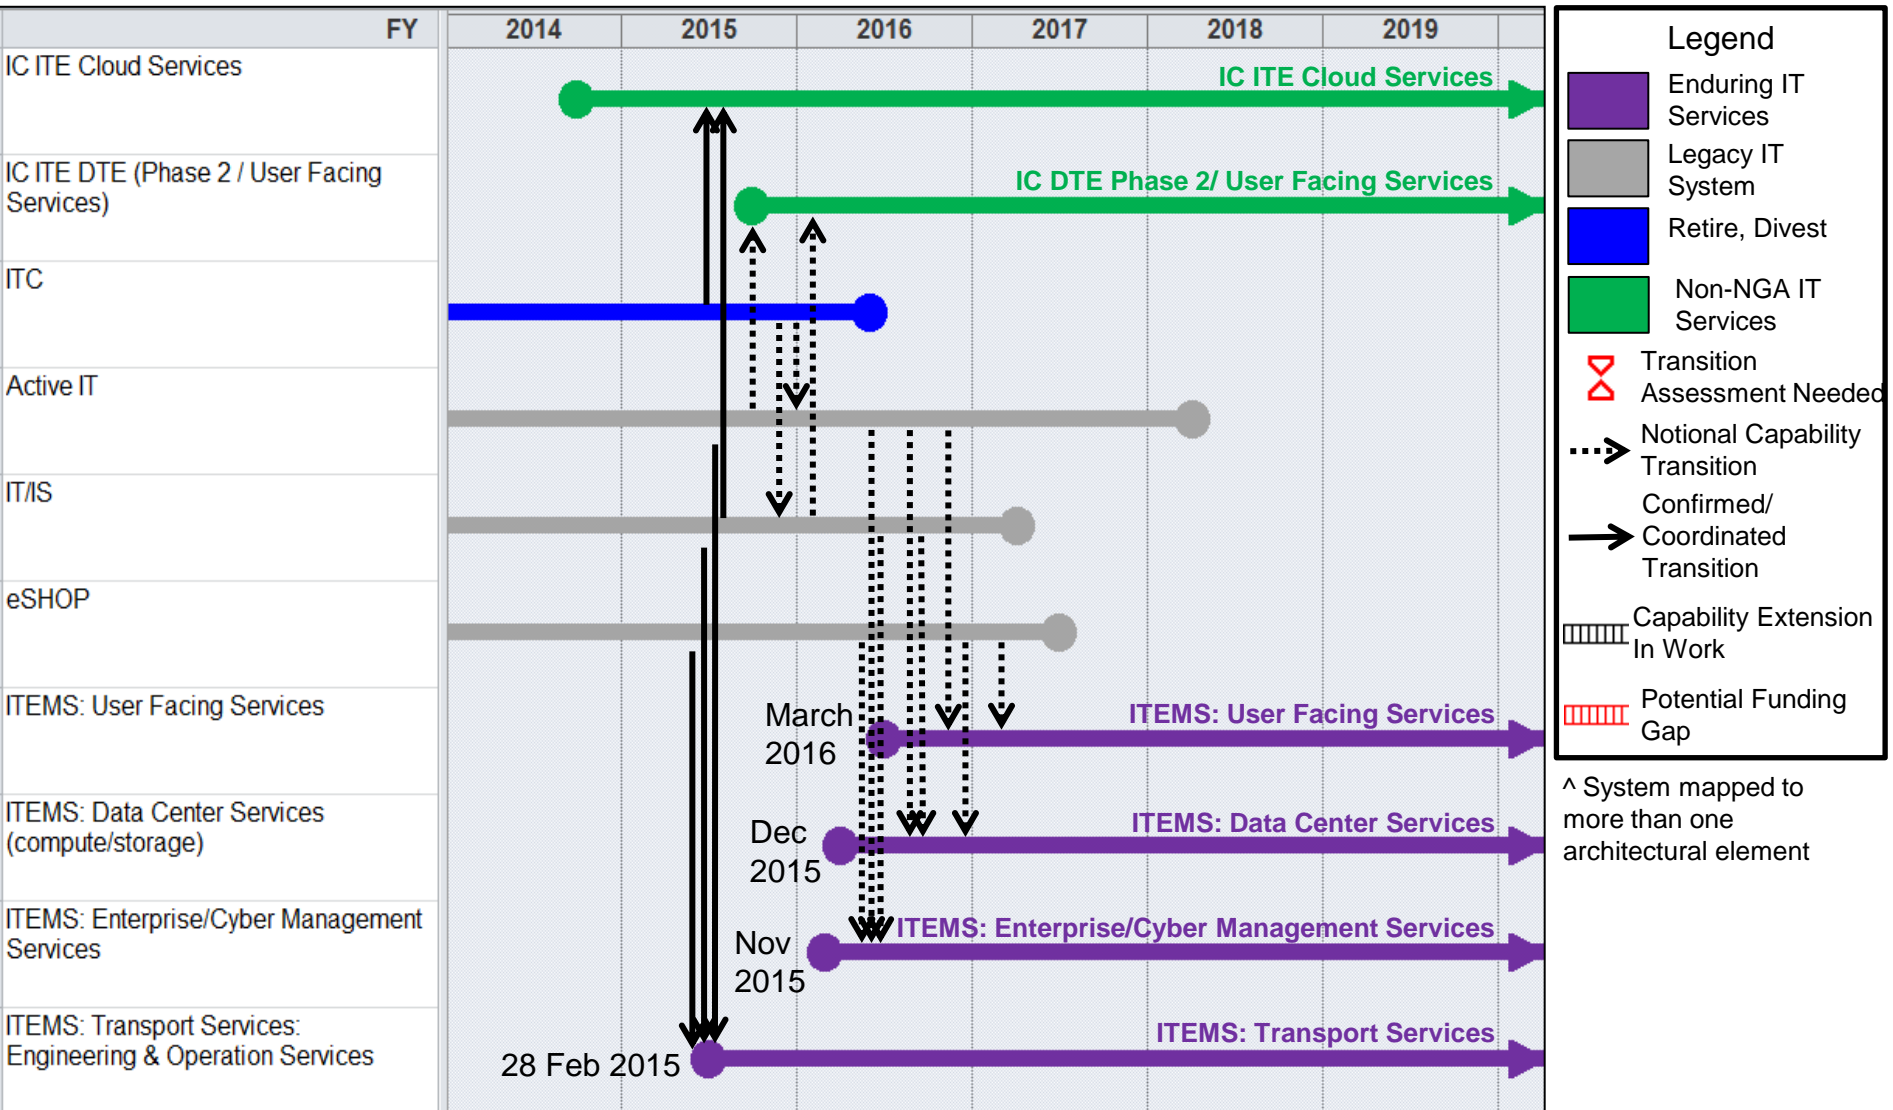 FY 2014 2015 2016 2017 2018 2019
IC ITE Cloud Services
IC ITE Cloud Services
IC ITE DTE (Phase 2 / User Facing
Services)
IC DTE Phase 2/ User Facing Services
ITC
Active IT
IT/IS
eSHOP
ITEMS: User Facing Services
March
2016
ITEMS: User Facing Services
ITEMS: Data Center Services
(compute/storage)
Dec
2015
ITEMS: Data Center Services
ITEMS: Enterprise/Cyber Management
Services
Nov
2015
ITEMS: Enterprise/Cyber Management Services
ITEMS: Transport Services:
Engineering & Operation Services
28 Feb 2015
ITEMS: Transport Services
Legend
Enduring IT
Services
Legacy IT
System
Retire, Divest
Non-NGA IT
Services
Transition
Assessment Needed
Notional Capability
Transition
Confirmed/
Coordinated
Transition
Capability Extension
In Work
Potential Funding
Gap
^ System mapped to
more than one
architectural element